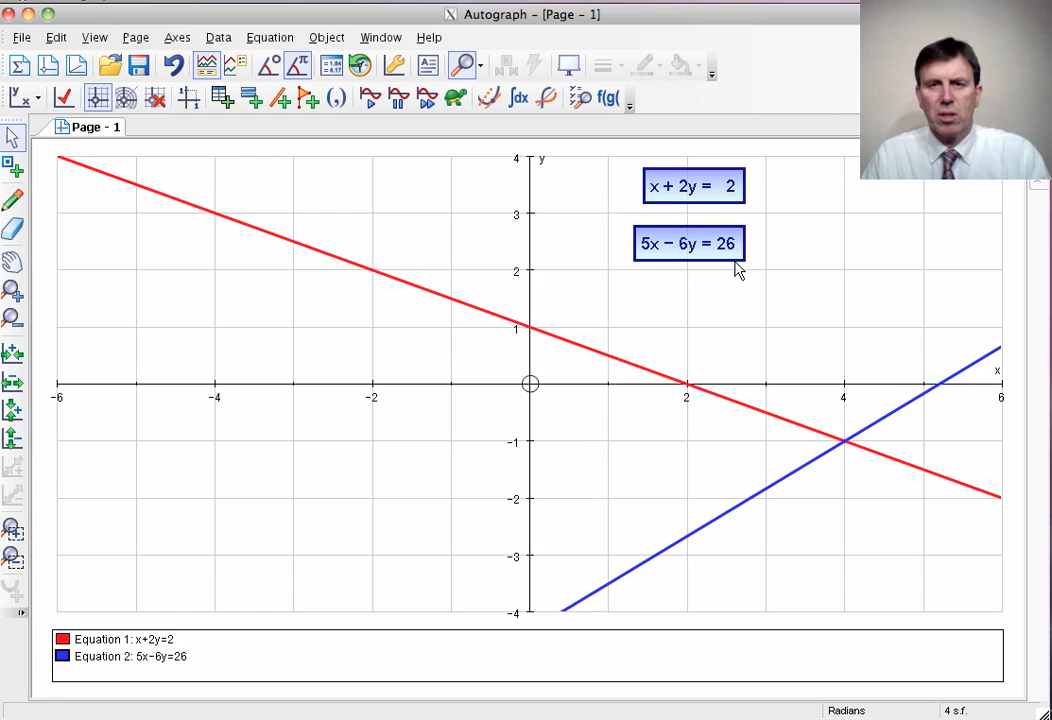 Autograph - [Page - 1]
File Edit View Page Axes Data Equation Object Window Help
Page - 1
y
x + 2y = 2
5x − 6y = 26
4
3
2
1
x
-6 -4 -2 2 4 6
-1
-2
-3
-4
Equation 1: x+2y=2
Equation 2: 5x−6y=26
Radians 4 s.f.